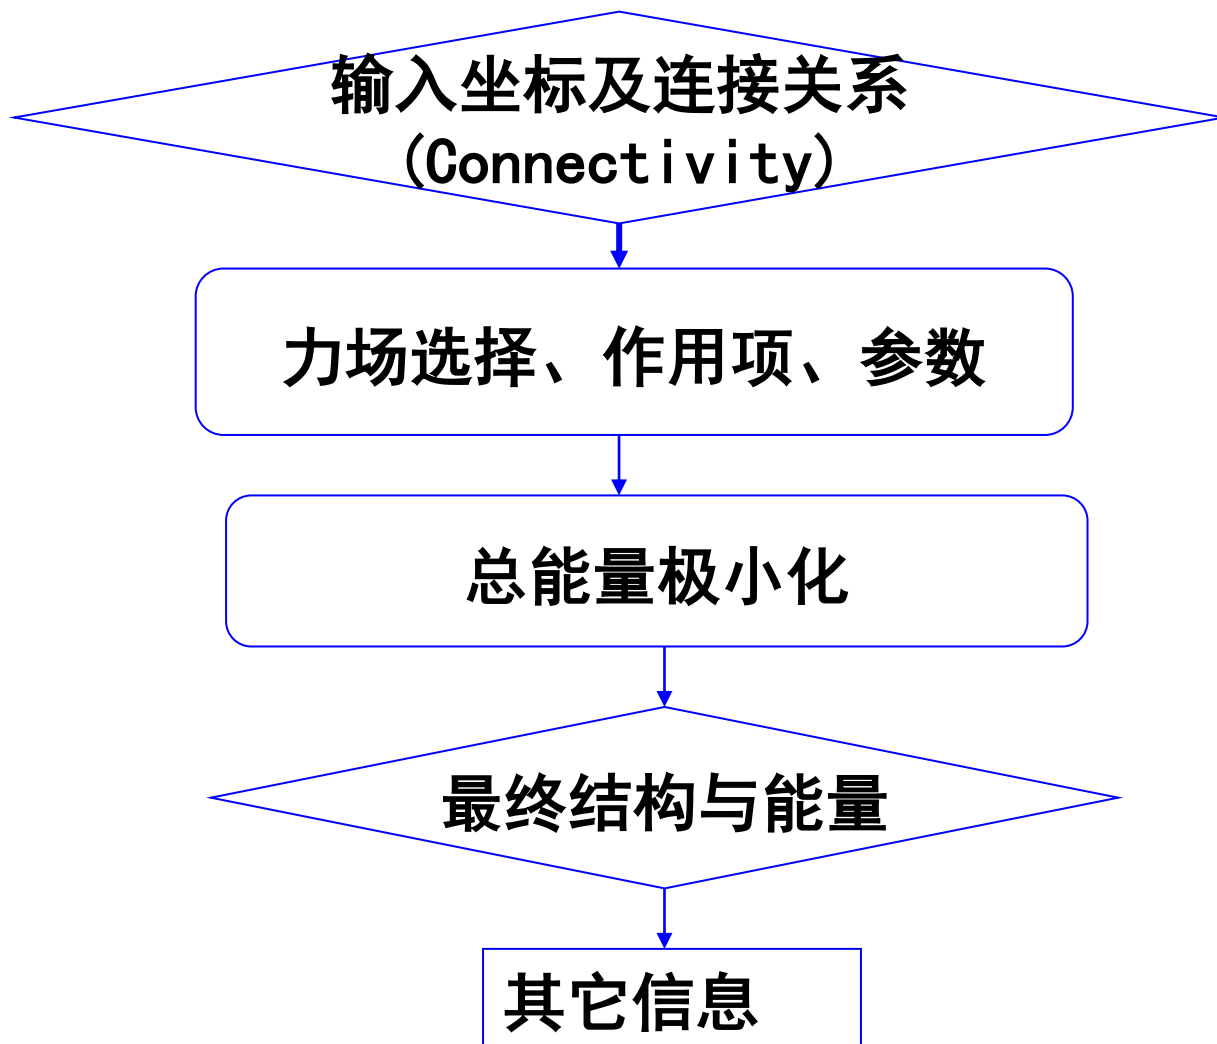 输入坐标及连接关系
(Connectivity)
力场选择、作用项、参数
总能量极小化
最终结构与能量
其它信息